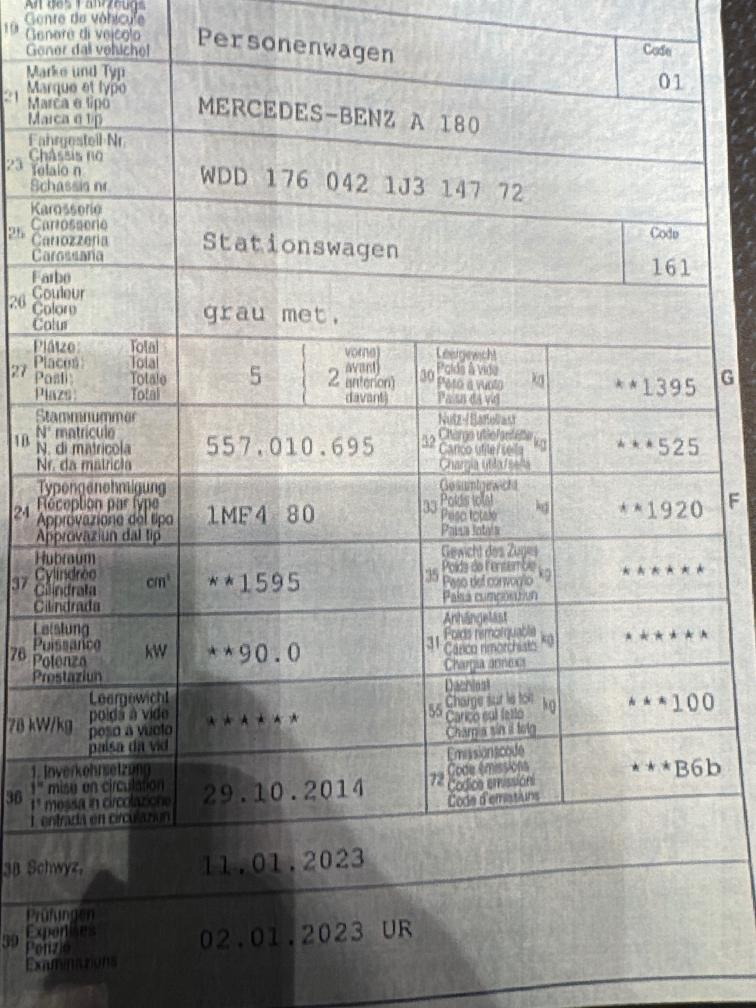 Art des Fahrzeugs
19 Genre de véhicule
Genere di veicolo
Gener dal vehichel
Personenwagen
Code
01
21 Marke und Typ
Marque et type
Marca e tipo
Marca e tip
MERCEDES-BENZ A 180
23 Fahrgestell-Nr.
Châssis no
Telaio n.
Schassis nr.
WDD 176 042 1J3 147 72
25 Karosserie
Carrosserie
Carrozzeria
Carossaria
Stationswagen
Code
161
26 Farbe
Couleur
Colore
Colur
grau met.
27 Plätze: Total
Places: Total
Posti: Totale
Plazs: Total
5
2
vorne)
avant)
anteriori)
davant)
30 Leergewicht
Poids à vide
Peso a vuoto
Paisa da vid
kg
**1395
G
18 Stammnummer
N° matricule
N. di matricola
Nr. da matricla
557.010.695
32 Nutz-/Sattellast
Charge utile/sellette
Carico utile/sella
Chargia utila/sella
kg
***525
24 Typengenehmigung
Réception par type
Approvazione del tipo
Approvaziun dal tip
1MF4 80
33 Gesamtgewicht
Poids total
Peso totale
Paisa totala
kg
**1920
F
37 Hubraum
Cylindrée
Cilindrata
Cilindrada
cm³
**1595
35 Gewicht des Zuges
Poids de l'ensemble
Peso del convoglio
Paisa cumposiziun
kg
******
76 Leistung
Puissance
Potenza
Prestaziun
kW
**90.0
31 Anhängelast
Poids remorquable
Carico rimorchiato
Chargia annexa
kg
******
78 kW/kg
Leergewicht
poids à vide
peso a vuoto
paisa da vid
******
55 Dachlast
Charge sur le toit
Carico sul tetto
Chargia sin il tetg
kg
***100
36 1. Inverkehrsetzung
1re mise en circulation
1a messa in circolazione
1. entrada en circulaziun
29.10.2014
72 Emissionscode
Code émissions
Codice emissioni
Code d'emissiuns
***B6b
38 Schwyz,
11.01.2023
39 Prüfungen
Expertises
Perizie
Examinaziuns
02.01.2023 UR